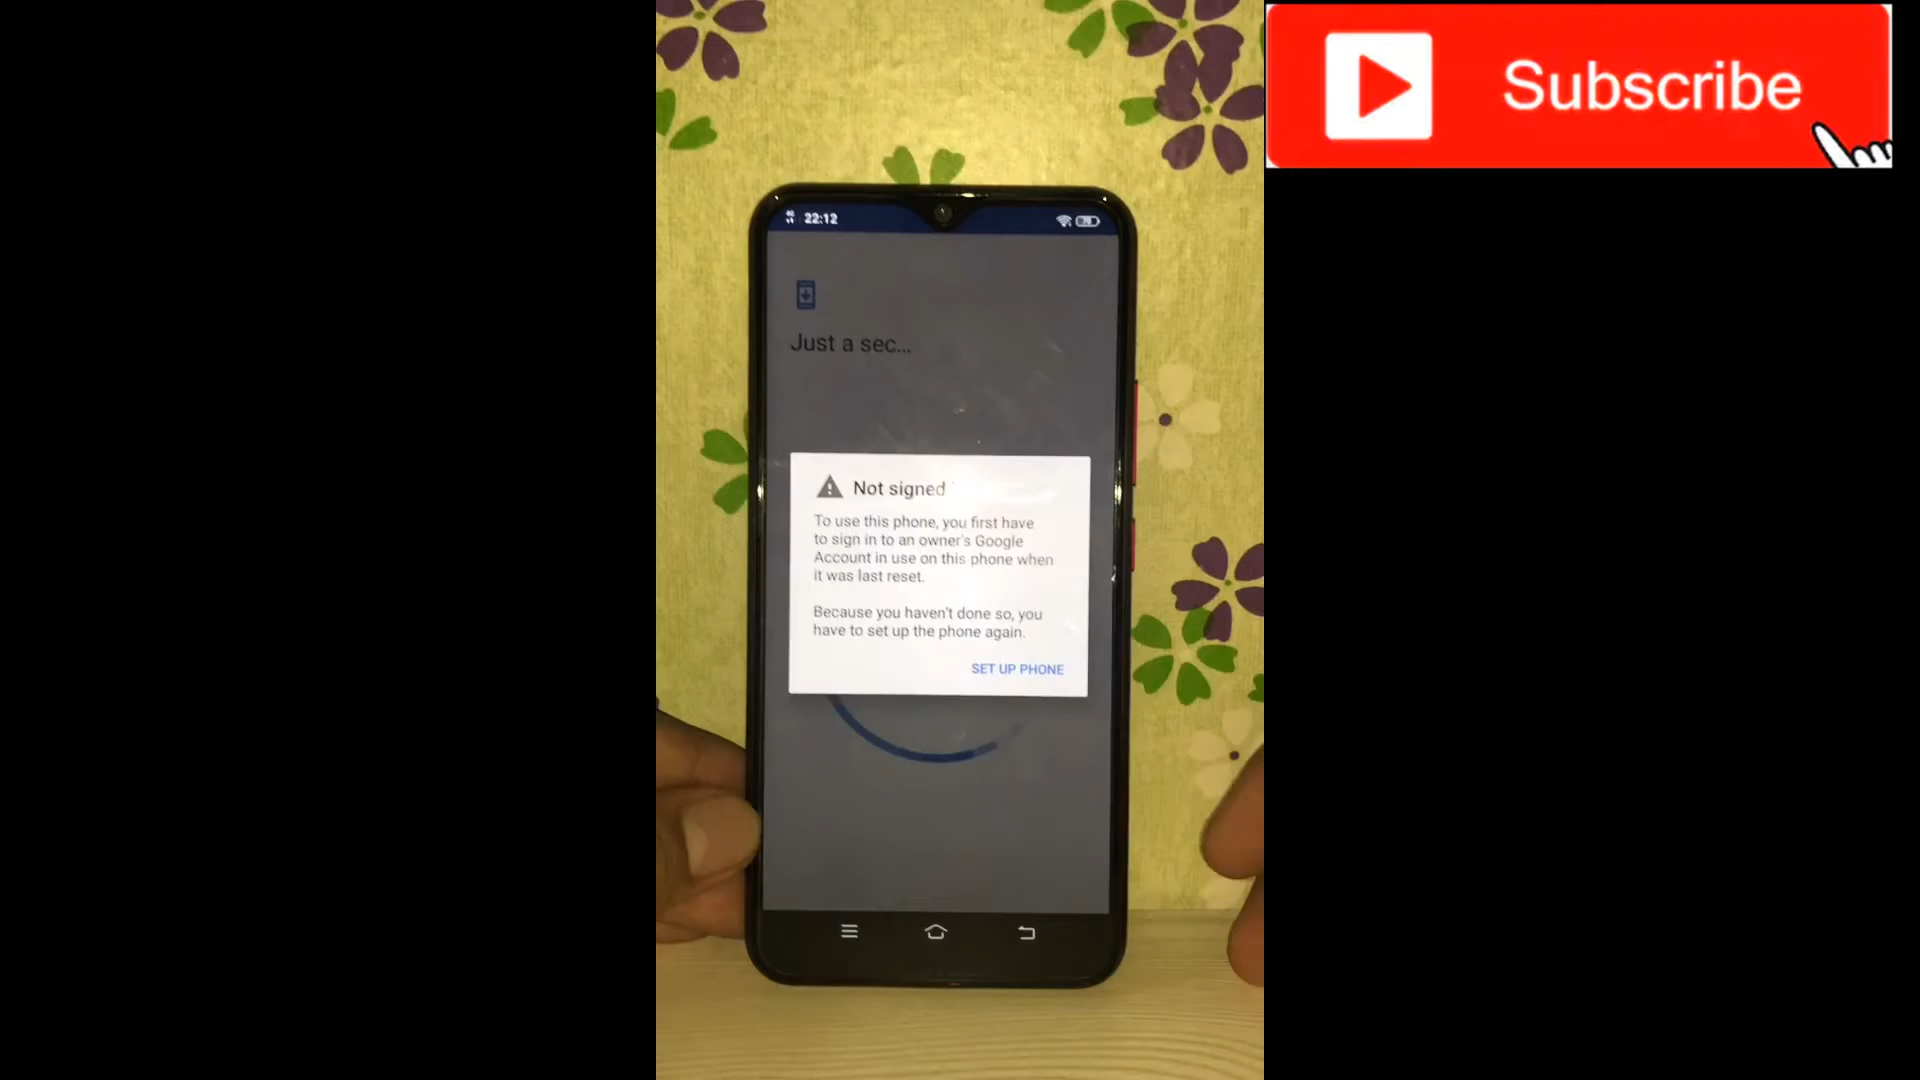 Subscribe
22:12
Just a sec...
Not signed
To use this phone, you first have
to sign in to an owner's Google
Account in use on this phone when
it was last reset.
Because you haven't done so, you
have to set up the phone again.
SET UP PHONE